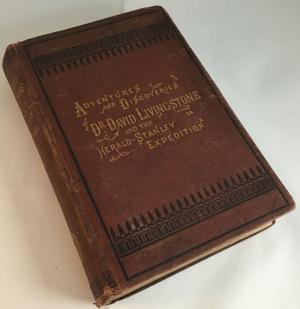 ADVENTURES
AND DISCOVERIES
OF
DR. DAVID LIVINGSTONE
AND THE
HERALD-STANLEY
EXPEDITION